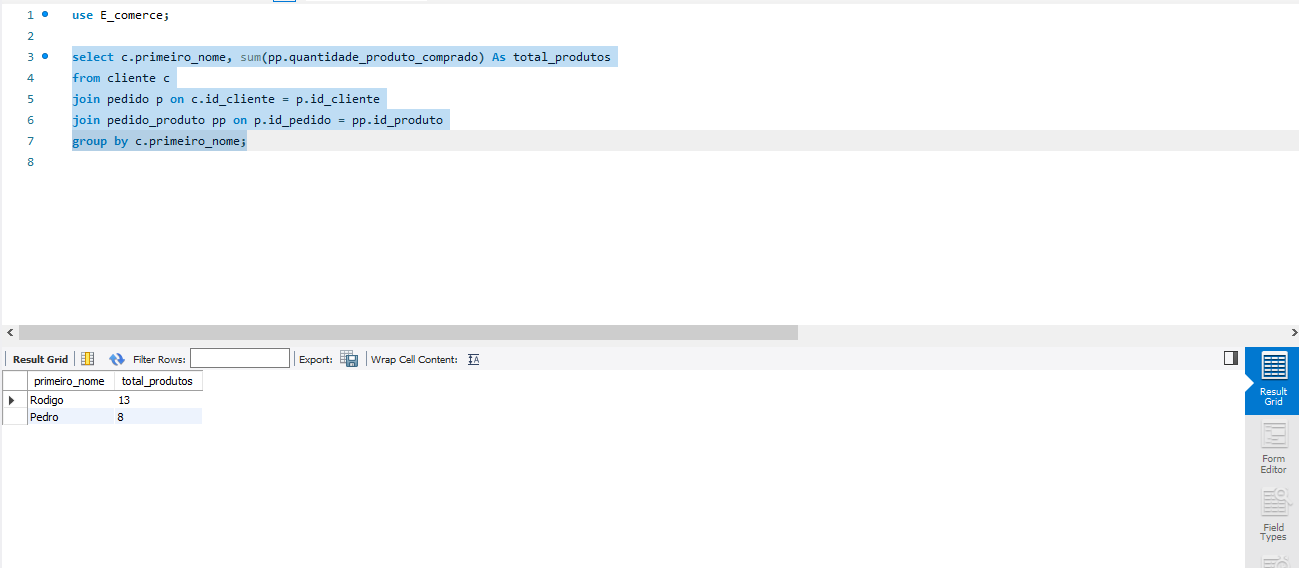 1 use E_comerce;
2
3 select c.primeiro_nome, sum(pp.quantidade_produto_comprado) As total_produtos
4 from cliente c
5 join pedido p on c.id_cliente = p.id_cliente
6 join pedido_produto pp on p.id_pedido = pp.id_produto
7 group by c.primeiro_nome;
8
Result Grid Filter Rows: Export: Wrap Cell Content:
primeiro_nome total_produtos
Rodigo 13
Pedro 8
Result
Grid
Form
Editor
Field
Types